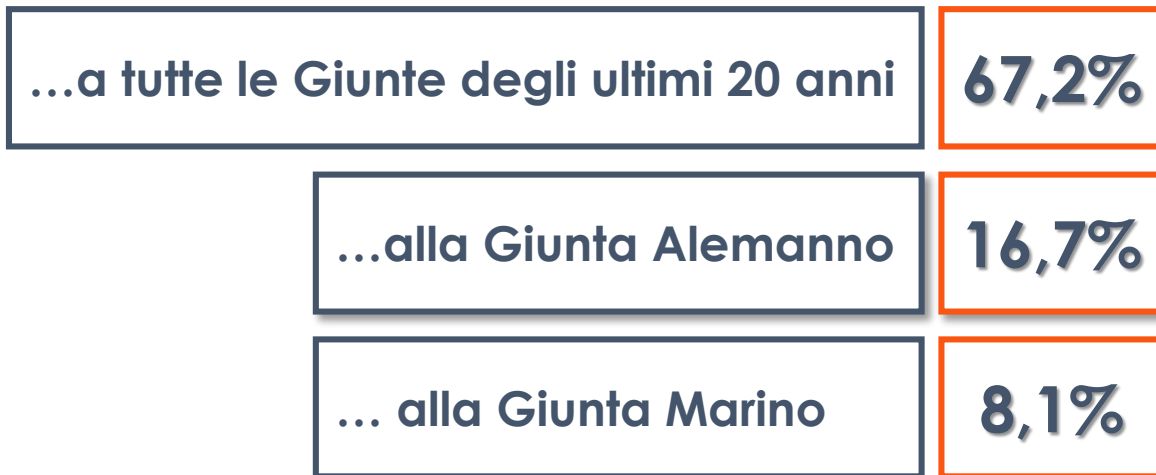 …a tutte le Giunte degli ultimi 20 anni 67,2%
…alla Giunta Alemanno 16,7%
… alla Giunta Marino 8,1%